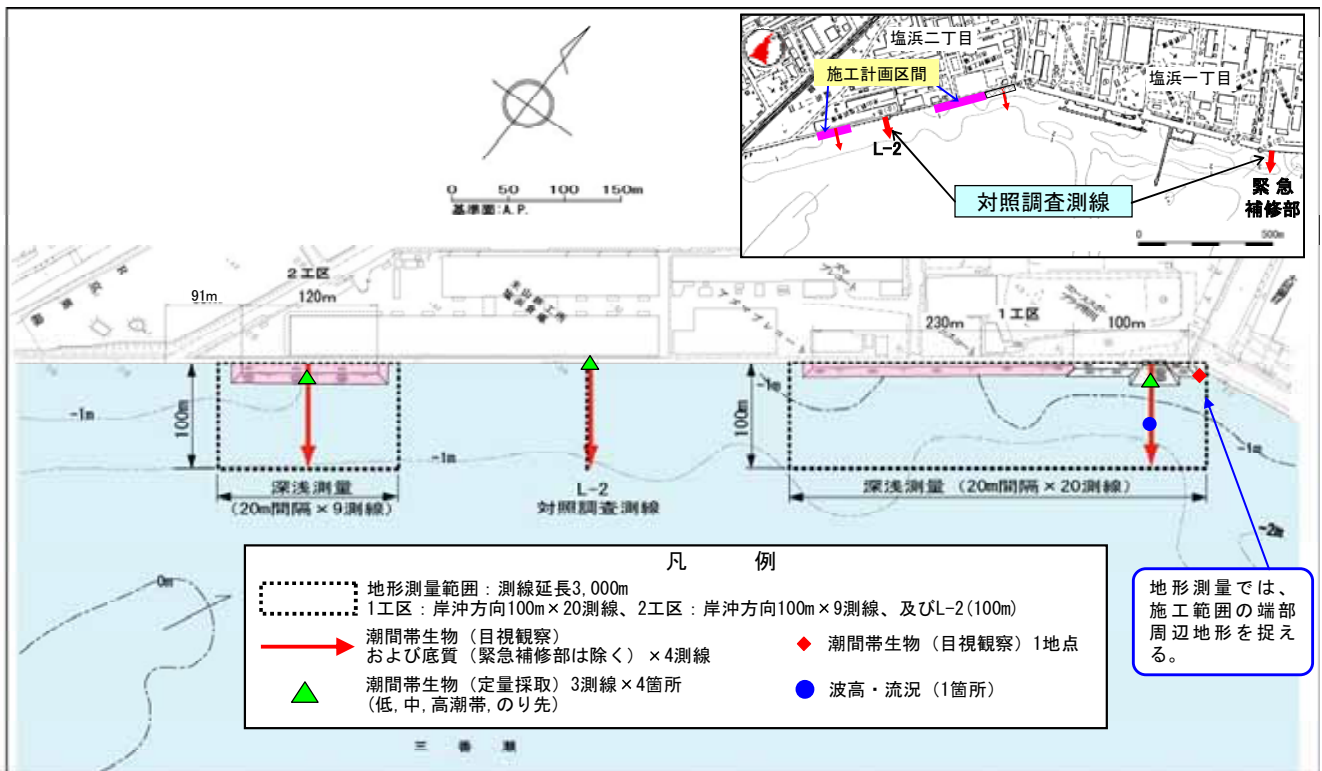 塩浜二丁目
塩浜一丁目
施工計画区間
L-2
対照調査測線
緊急
補修部
0 500m
0 50 100 150m
基準面:A.P.
2工区
91m
120m
1工区
230m
100m
100m
100m
-1m
-1m
-1m
-1m
-2m
0m
深浅測量
(20m間隔×9測線)
L-2
対照調査測線
深浅測量 (20m間隔×20測線)
凡 例
地形測量範囲：測線延長3,000m
1工区：岸沖方向100m×20測線、2工区：岸沖方向100m×9測線、及びL-2(100m)
潮間帯生物（目視観察）
および底質（緊急補修部は除く）×4測線
潮間帯生物（目視観察）1地点
潮間帯生物（定量採取）3測線×4箇所
(低,中,高潮帯,のり先)
波高・流況（1箇所）
地形測量では、
施工範囲の端部
周辺地形を捉え
る。
三番瀬